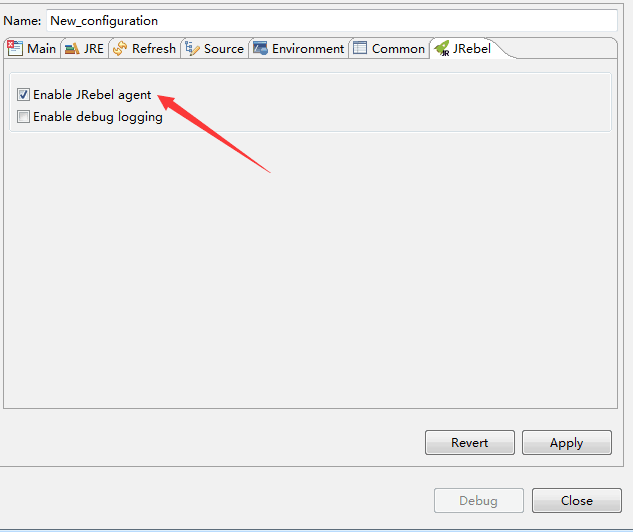 Name: New_configuration
Main JRE Refresh Source Environment Common JRebel
Enable JRebel agent
Enable debug logging
Revert Apply
Debug Close